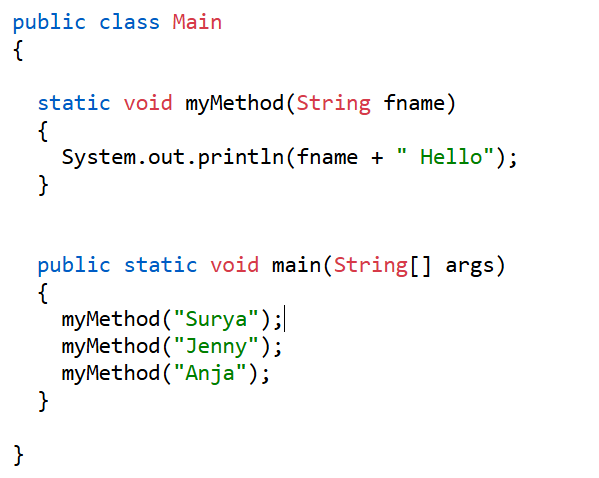 public class Main
{
static void myMethod(String fname)
{
System.out.println(fname + " Hello");
}
public static void main(String[] args)
{
myMethod("Surya");
myMethod("Jenny");
myMethod("Anja");
}
}